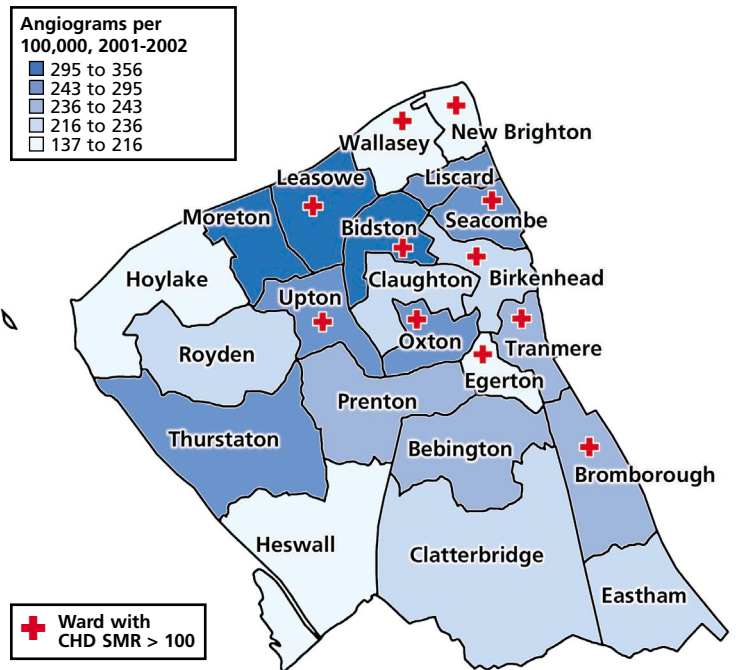 Angiograms per
100,000, 2001-2002
295 to 356
243 to 295
236 to 243
216 to 236
137 to 216
New Brighton
Wallasey
Leasowe
Liscard
Moreton
Seacombe
Bidston
Hoylake
Claughton
Birkenhead
Upton
Royden
Oxton
Tranmere
Egerton
Prenton
Thurstaton
Bebington
Bromborough
Heswall
Clatterbridge
Eastham
Ward with
CHD SMR > 100